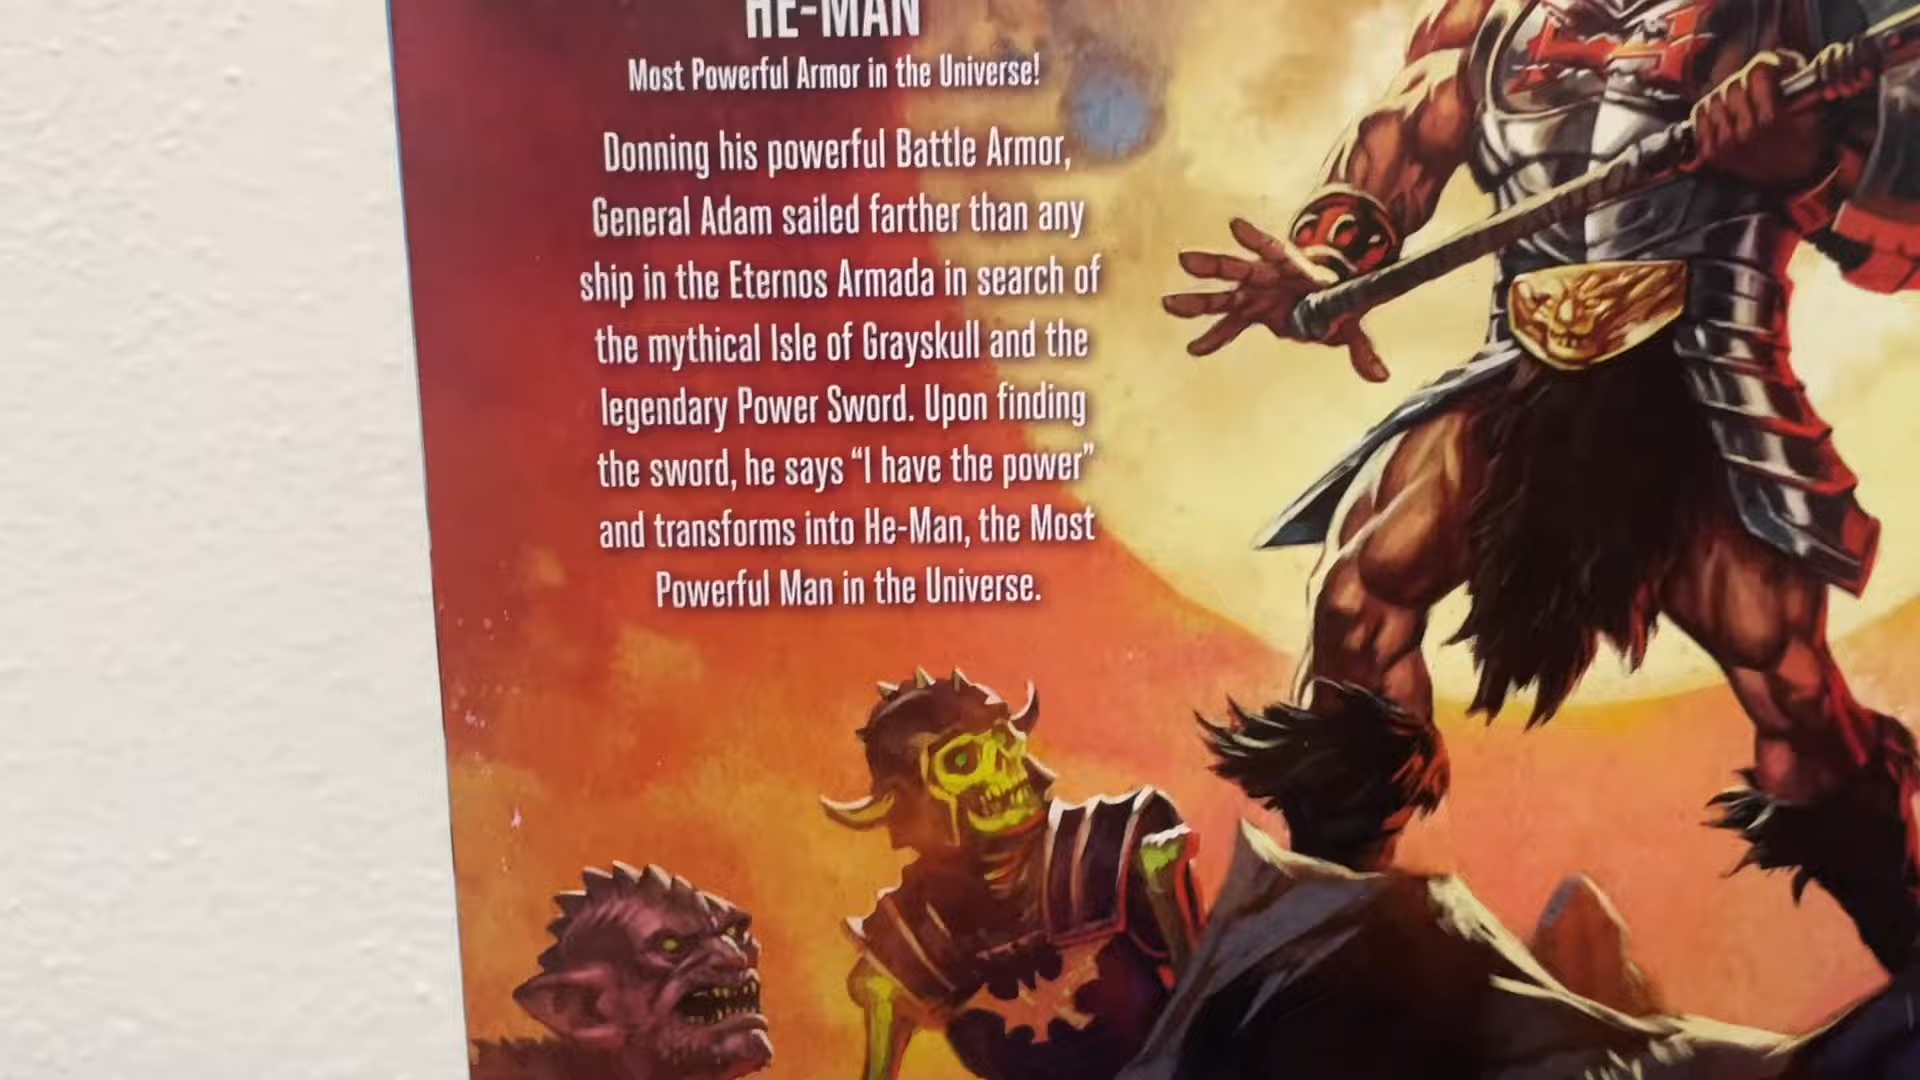 HE-MAN
Most Powerful Armor in the Universe!
Donning his powerful Battle Armor,
General Adam sailed farther than any
ship in the Eternos Armada in search of
the mythical Isle of Grayskull and the
legendary Power Sword. Upon finding
the sword, he says “I have the power”
and transforms into He-Man, the Most
Powerful Man in the Universe.